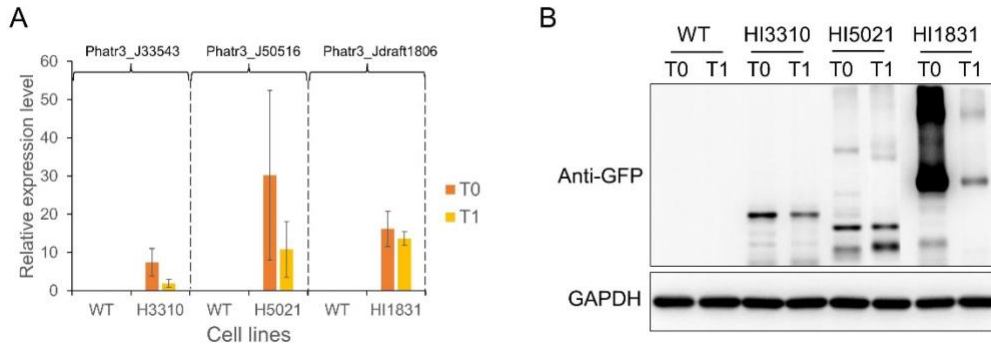 A
Phatr3_J33543
Phatr3_J50516
Phatr3_Jdraft1806
60
50
40
30
20
10
0
Relative expression level
WT
H3310
WT
H5021
WT
HI1831
Cell lines
T0
T1
B
WT
HI3310
HI5021
HI1831
T0
T1
T0
T1
T0
T1
T0
T1
Anti-GFP
GAPDH